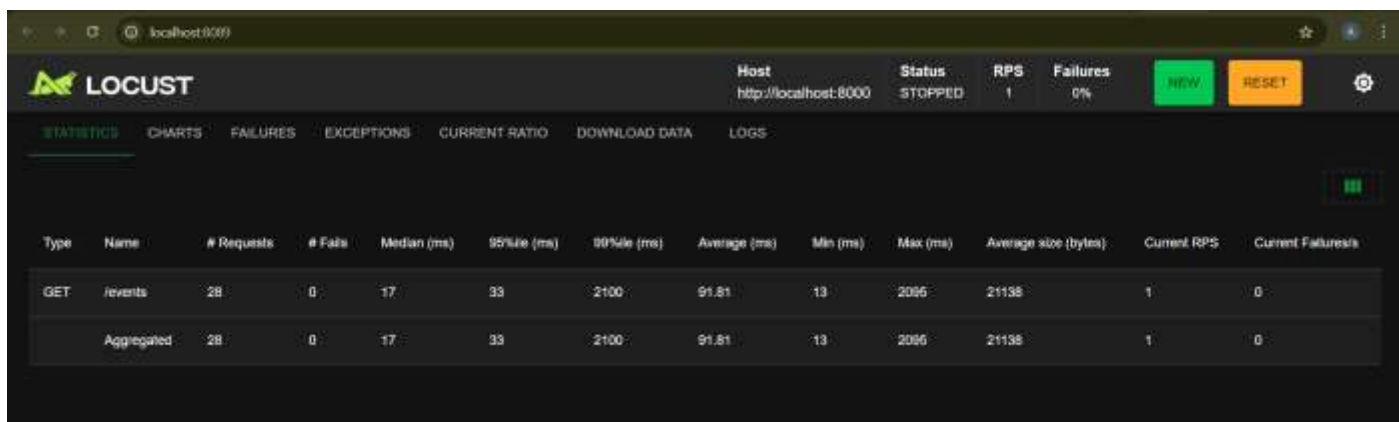 localhost:8089
LOCUST
Host
http://localhost:8000
Status
STOPPED
RPS
1
Failures
0%
NEW
RESET
STATISTICS CHARTS FAILURES EXCEPTIONS CURRENT RATIO DOWNLOAD DATA LOGS
Type Name # Requests # Fails Median (ms) 95%ile (ms) 99%ile (ms) Average (ms) Min (ms) Max (ms) Average size (bytes) Current RPS Current Failures/s
GET /events 28 0 17 33 2100 91.81 13 2095 21138 1 0
Aggregated 28 0 17 33 2100 91.81 13 2095 21138 1 0